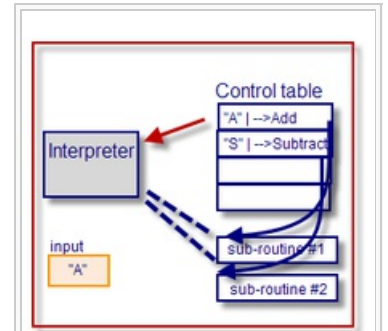 Control table
"A" | -->Add
"S" | -->Subtract
Interpreter
input
"A"
sub-routine #1
sub-routine #2